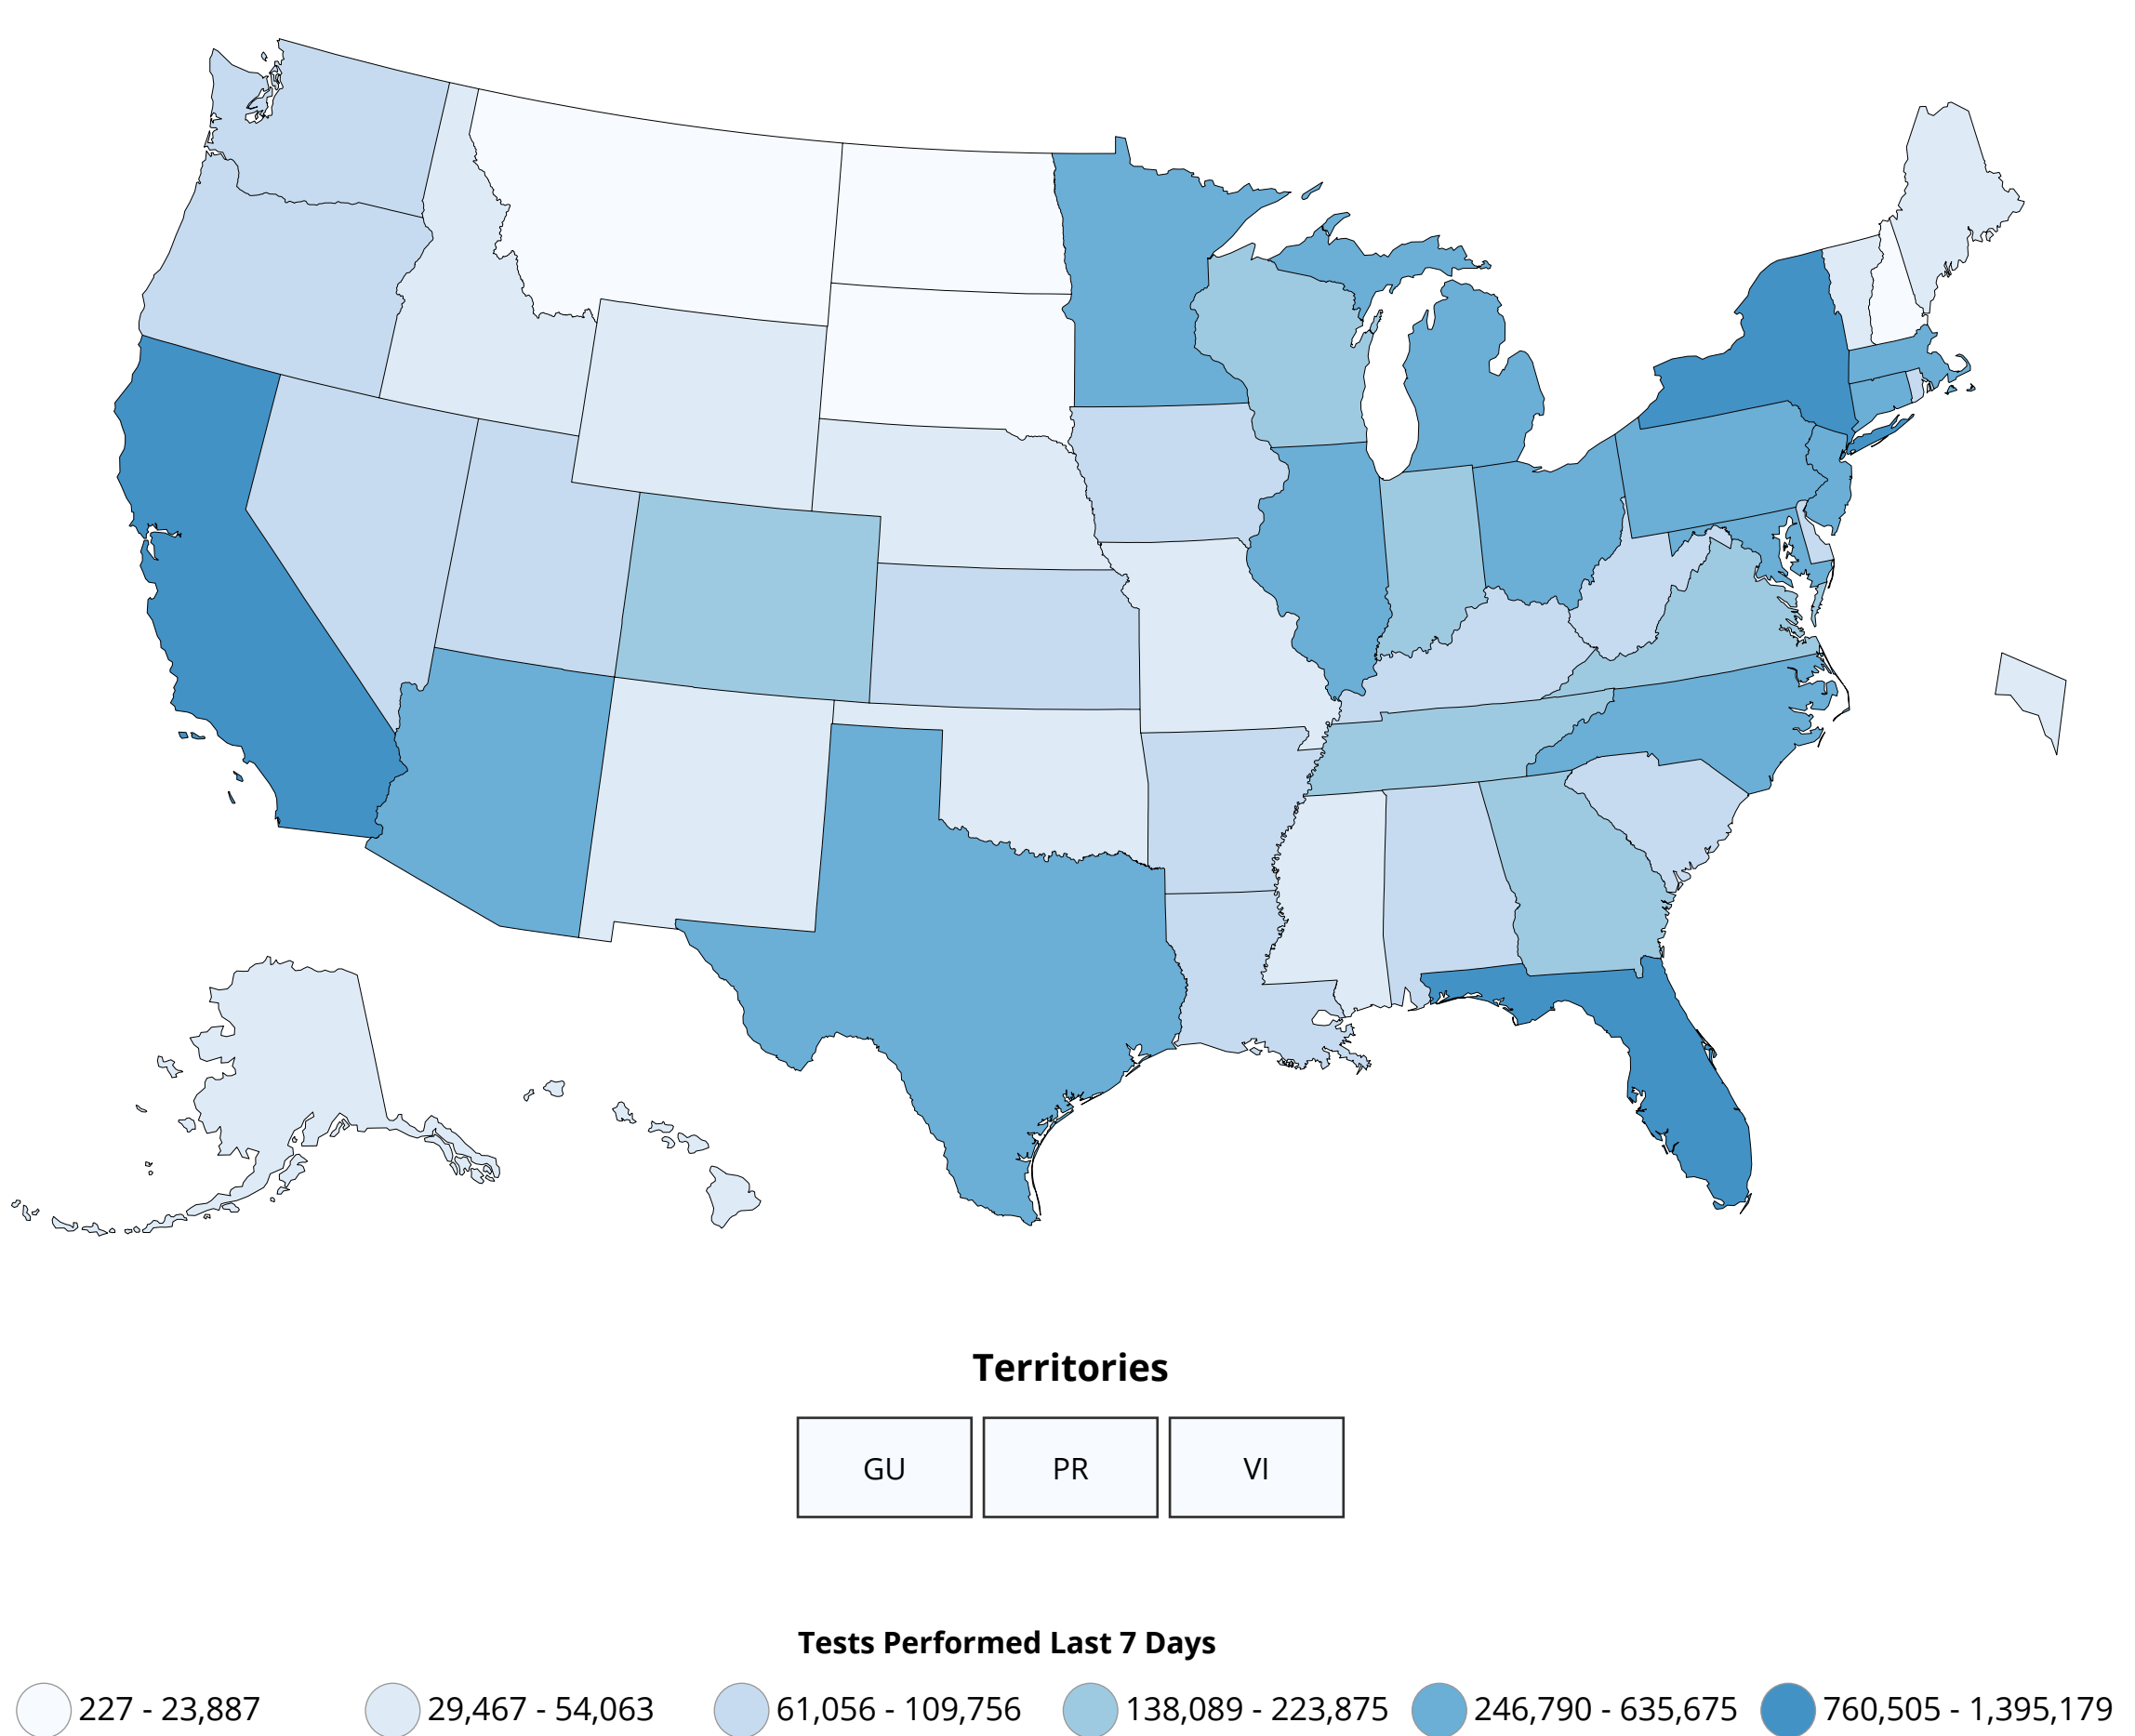 Territories
GU PR VI
Tests Performed Last 7 Days
227 - 23,887 29,467 - 54,063 61,056 - 109,756 138,089 - 223,875 246,790 - 635,675 760,505 - 1,395,179